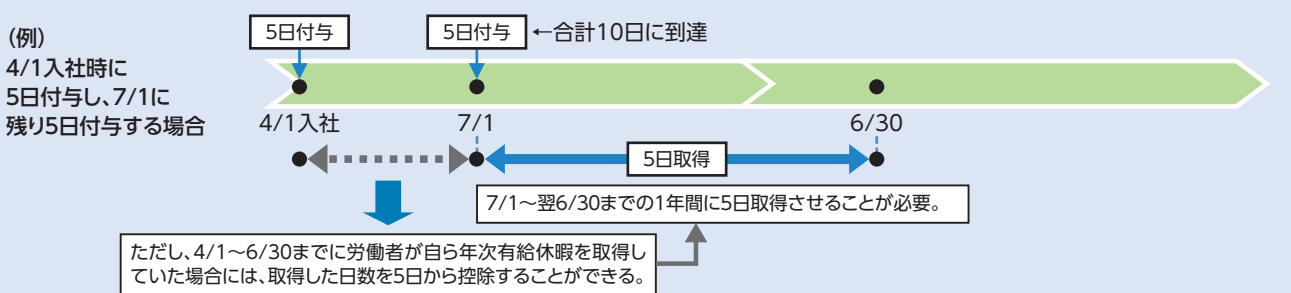 (例)
4/1入社時に
5日付与し、7/1に
残り5日付与する場合
5日付与
5日付与
←合計10日に到達
4/1入社
7/1
6/30
5日取得
7/1~翌6/30までの1年間に5日取得させることが必要。
ただし、4/1~6/30までに労働者が自ら年次有給休暇を取得し
ていた場合には、取得した日数を5日から控除することができる。